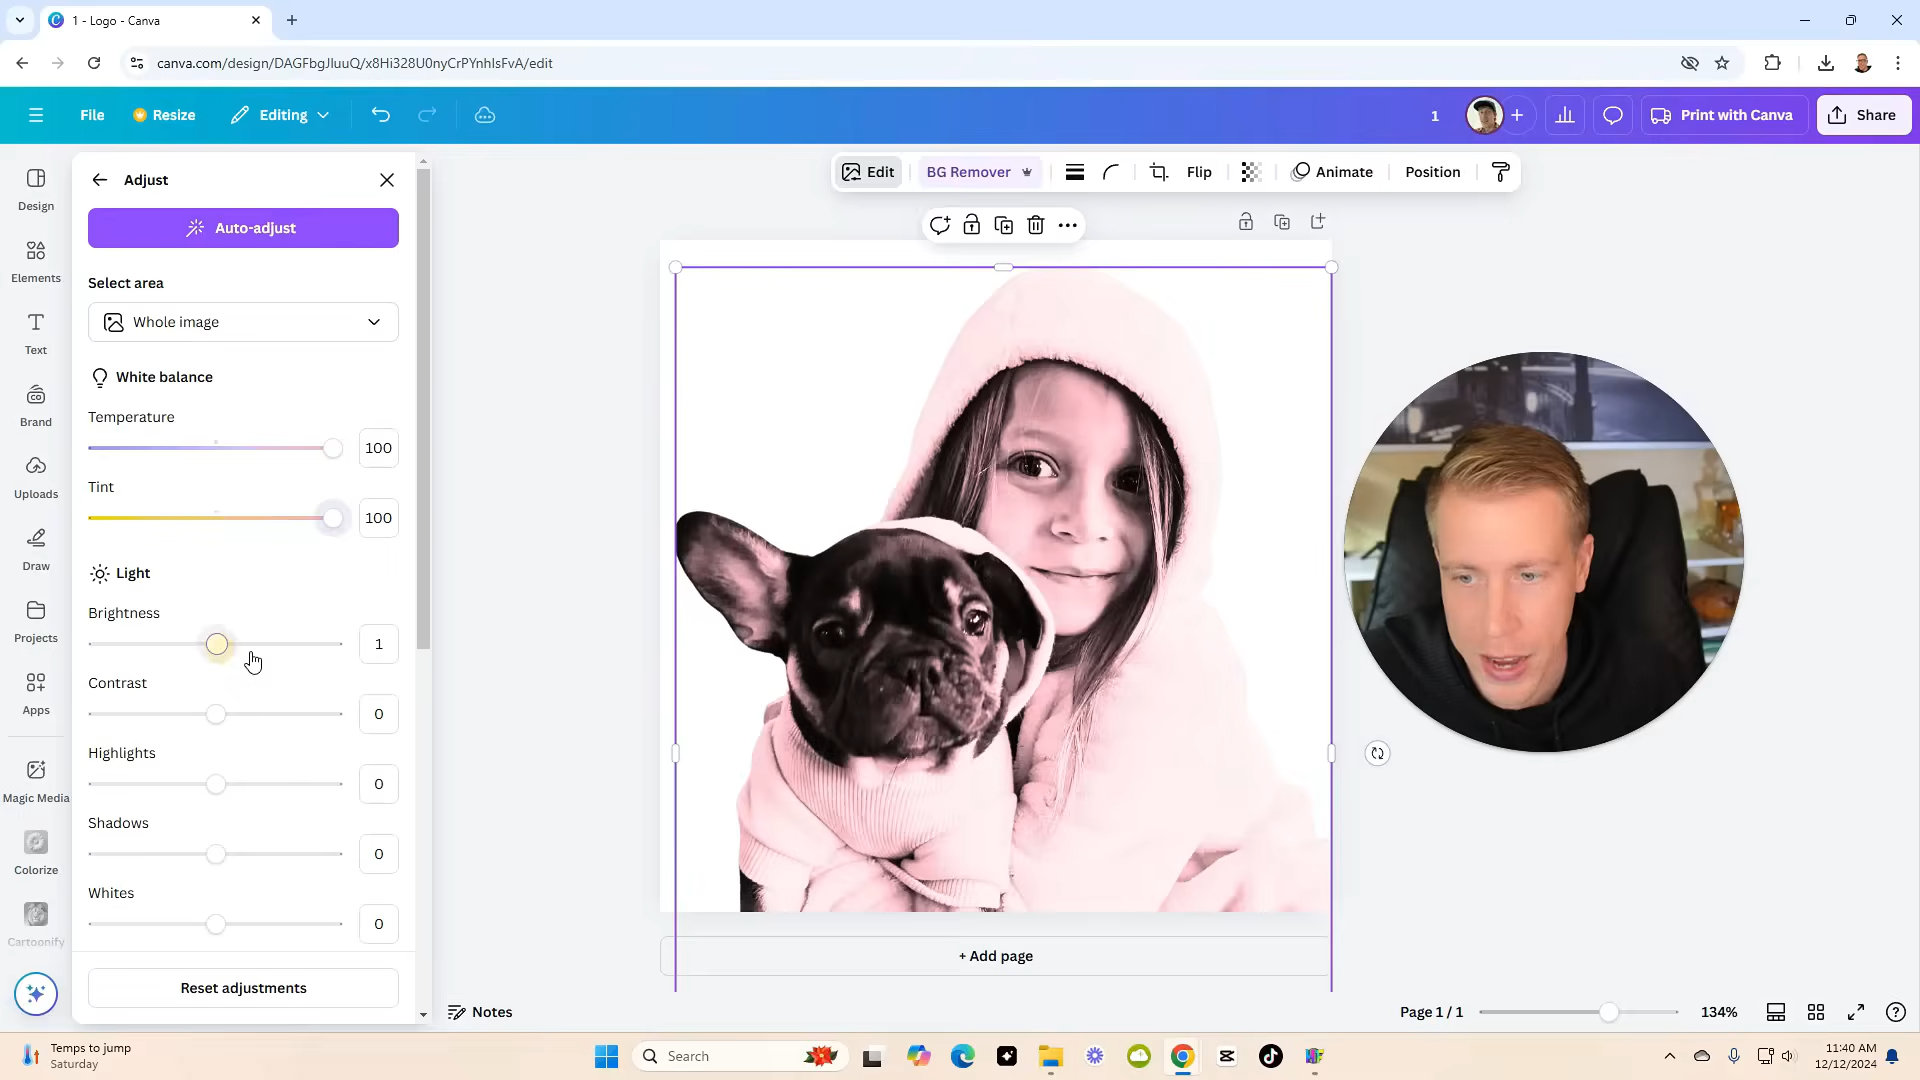 1 - Logo - Canva
canva.com/design/DAGFbgJIuuQ/x8Hi328U0nyCrPYnhIsFvA/edit
File
Resize
Editing
1
Print with Canva
Share
Design
Elements
Text
Brand
Uploads
Draw
Projects
Apps
Magic Media
Colorize
Cartoonify
Adjust
Auto-adjust
Select area
Whole image
White balance
Temperature
100
Tint
100
Light
Brightness
1
Contrast
0
Highlights
0
Shadows
0
Whites
0
Reset adjustments
Edit
BG Remover
Flip
Animate
Position
+ Add page
Notes
Page 1 / 1
134%
Temps to jump
Saturday
Search
11:40 AM
12/12/2024